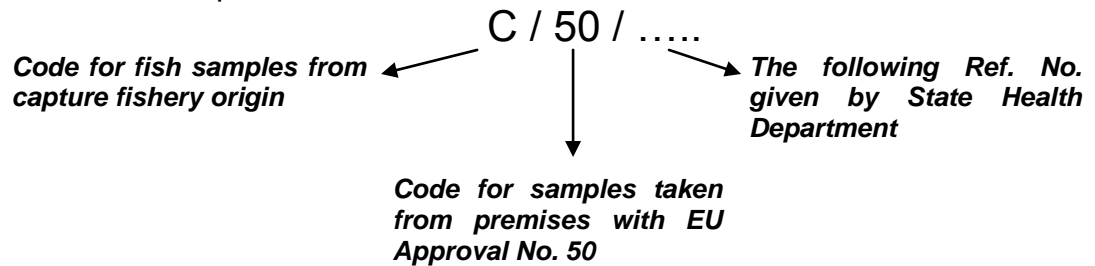 C / 50 / …..
Code for fish samples from
capture fishery origin
The following Ref. No.
given by State Health
Department
Code for samples taken
from premises with EU
Approval No. 50